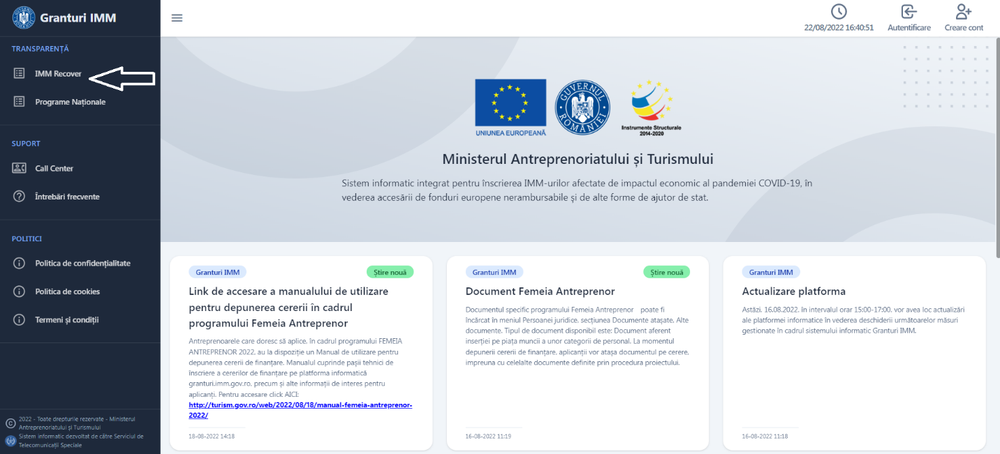 Granturi IMM
22/08/2022 16:40:51
Autentificare
Creare cont
TRANSPARENȚĂ
IMM Recover
Programe Naționale
SUPORT
Call Center
Întrebări frecvente
POLITICI
Politica de confidențialitate
Politica de cookies
Termeni și condiții
2022 - Toate drepturile rezervate - Ministerul
Antreprenoriatului și Turismului
Sistem informatic dezvoltat de către Serviciul de
Telecomunicații Speciale
UNIUNEA EUROPEANĂ
GUVERNUL ROMÂNIEI
Instrumente Structurale
2014-2020
Ministerul Antreprenoriatului și Turismului
Sistem informatic integrat pentru înscrierea IMM-urilor afectate de impactul economic al pandemiei COVID-19, în
vederea accesării de fonduri europene nerambursabile și de alte forme de ajutor de stat.
Granturi IMM
Știre nouă
Link de accesare a manualului de utilizare
pentru depunerea cererii în cadrul
programului Femeia Antreprenor
Antreprenoarele care doresc să aplice, în cadrul programului FEMEIA
ANTREPRENOR 2022, au la dispoziție un Manual de utilizare pentru
depunerea cererii de finanțare. Manualul cuprinde pașii tehnici de
înscriere a cererilor de finanțare pe platforma informatică
granturi.imm.gov.ro, precum și alte informații de interes pentru
aplicanți. Pentru accesare click AICI:
http://turism.gov.ro/web/2022/08/18/manual-femeia-antreprenor-
2022/
18-08-2022 14:18
Granturi IMM
Știre nouă
Document Femeia Antreprenor
Documentul specific programului Femeia Antreprenor poate fi
încărcat în meniul Persoanei juridice, secțiunea Documente atașate, Alte
documente. Tipul de document disponibil este: Document aferent
inserției pe piața muncii a unor categorii de personal. La momentul
depunerii cererii de finanțare, aplicanții vor atașa documentul pe cerere,
impreuna cu celelalte documente definite prin procedura proiectului.
16-08-2022 11:19
Granturi IMM
Actualizare platforma
Astăzi, 16.08.2022, în intervalul orar 15:00-17:00, vor avea loc actualizări
ale platformei informatice în vederea deschiderii următoarelor măsuri
gestionate în cadrul sistemului informatic Granturi IMM.
16-08-2022 11:18